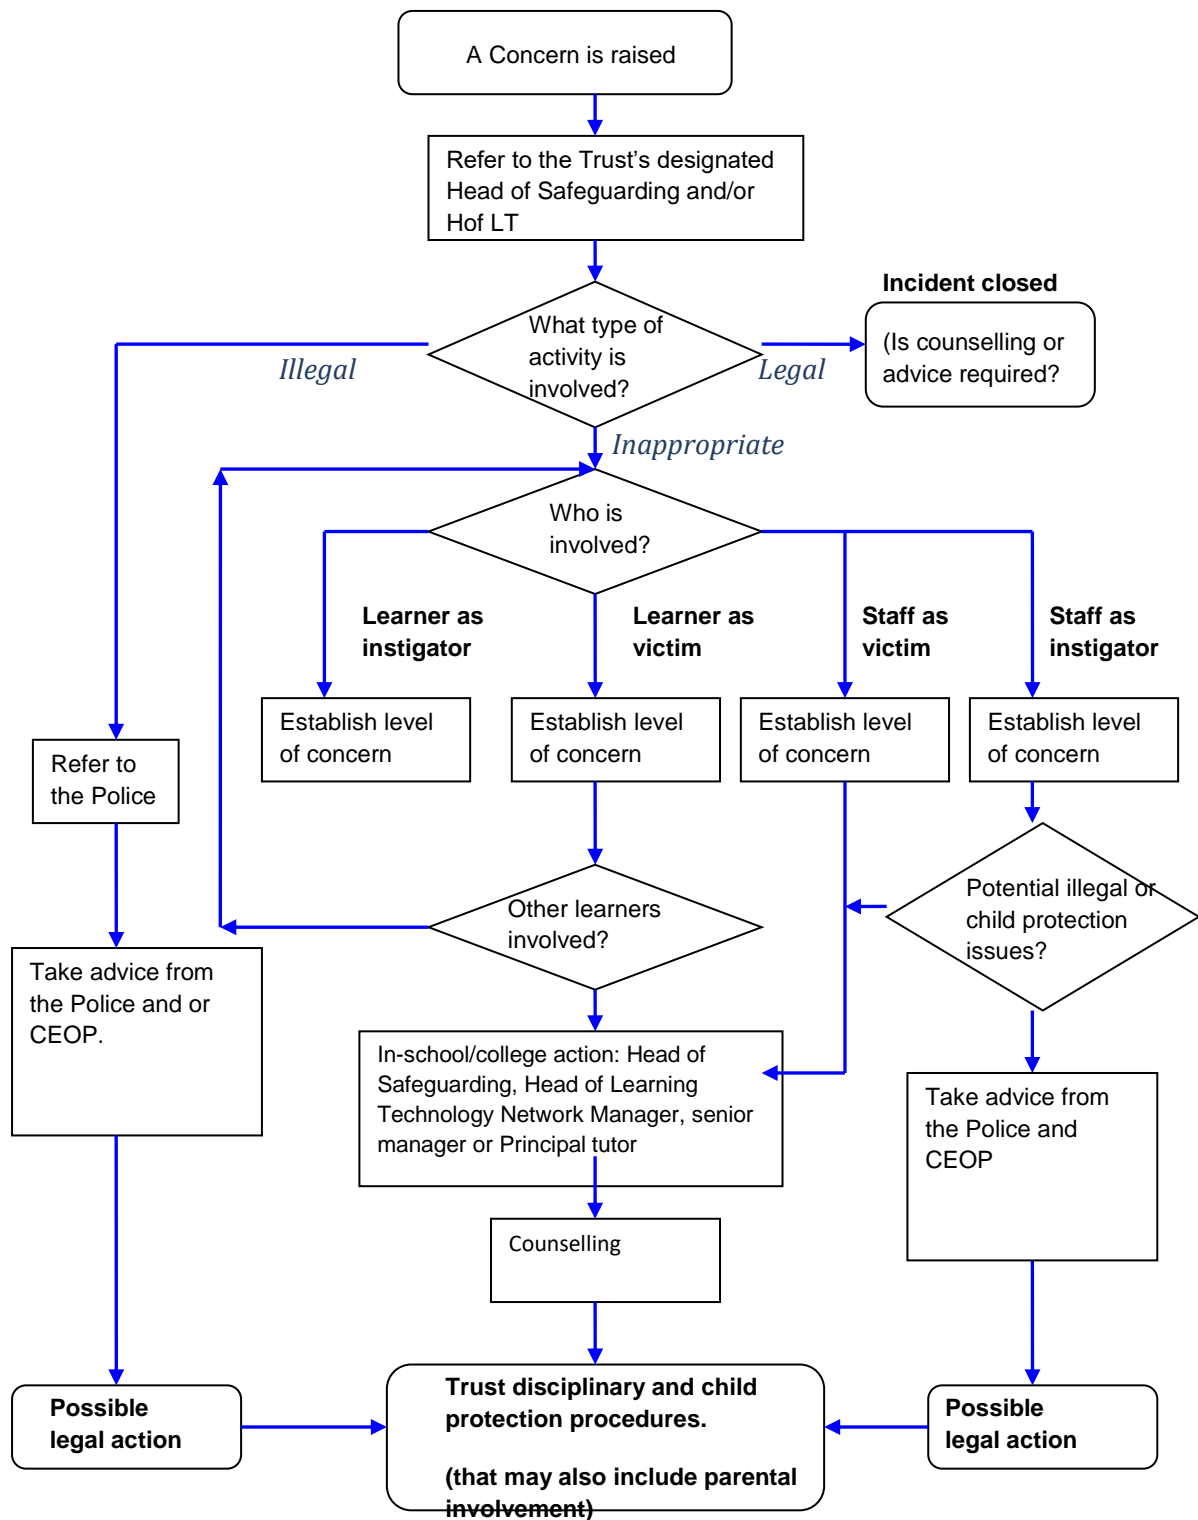 A Concern is raised
Refer to the Trust’s designated
Head of Safeguarding and/or
Hof LT
Incident closed
What type of
activity is
involved?
(Is counselling or
advice required?
Illegal
Legal
Inappropriate
Who is
involved?
Learner as
instigator
Learner as
victim
Staff as
victim
Staff as
instigator
Establish level
of concern
Establish level
of concern
Establish level
of concern
Establish level
of concern
Refer to
the Police
Other learners
involved?
Potential illegal or
child protection
issues?
Take advice from
the Police and or
CEOP.
In-school/college action: Head of
Safeguarding, Head of Learning
Technology Network Manager, senior
manager or Principal tutor
Take advice from
the Police and
CEOP
Counselling
Possible
legal action
Trust disciplinary and child
protection procedures.
(that may also include parental
involvement)
Possible
legal action